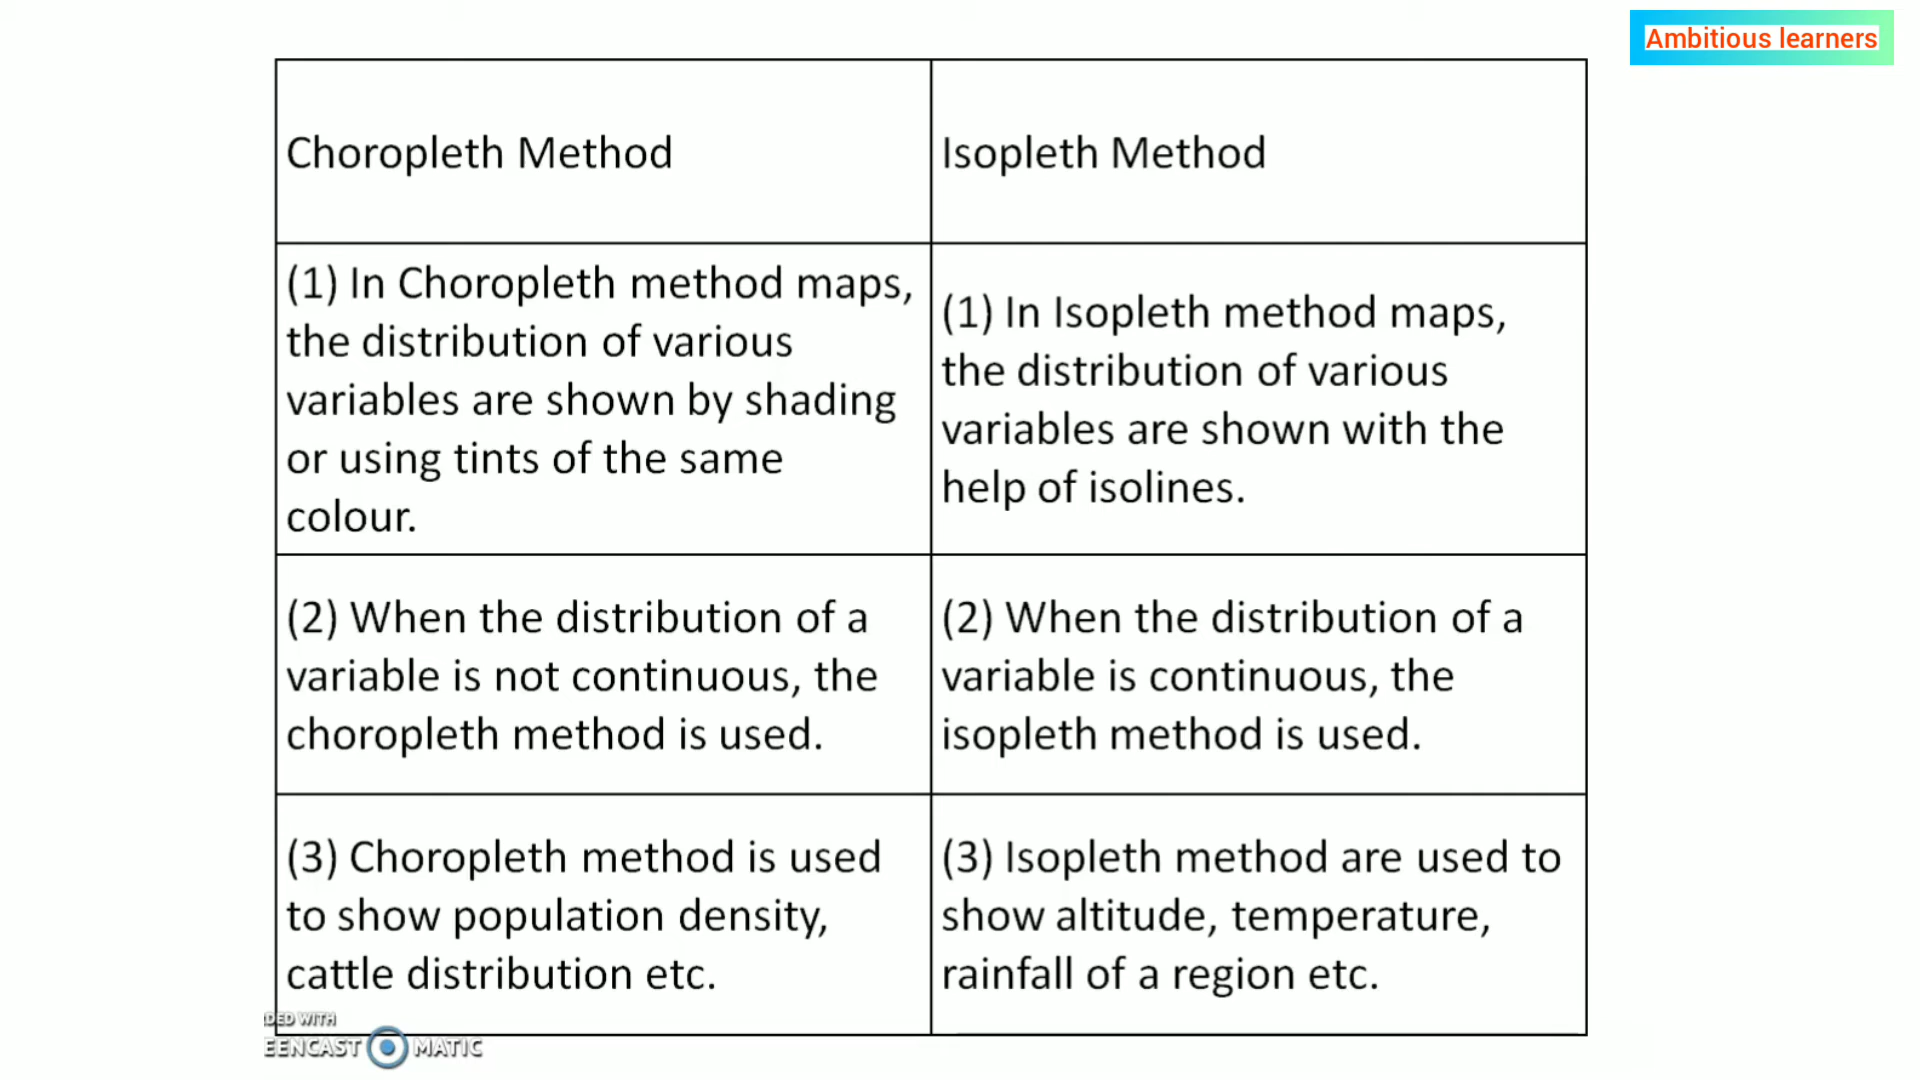 Ambitious learners
Choropleth Method
Isopleth Method
(1) In Choropleth method maps,
the distribution of various
variables are shown by shading
or using tints of the same
colour.
(1) In Isopleth method maps,
the distribution of various
variables are shown with the
help of isolines.
(2) When the distribution of a
variable is not continuous, the
choropleth method is used.
(2) When the distribution of a
variable is continuous, the
isopleth method is used.
(3) Choropleth method is used
to show population density,
cattle distribution etc.
(3) Isopleth method are used to
show altitude, temperature,
rainfall of a region etc.
DED WITH
EENCAST MATIC